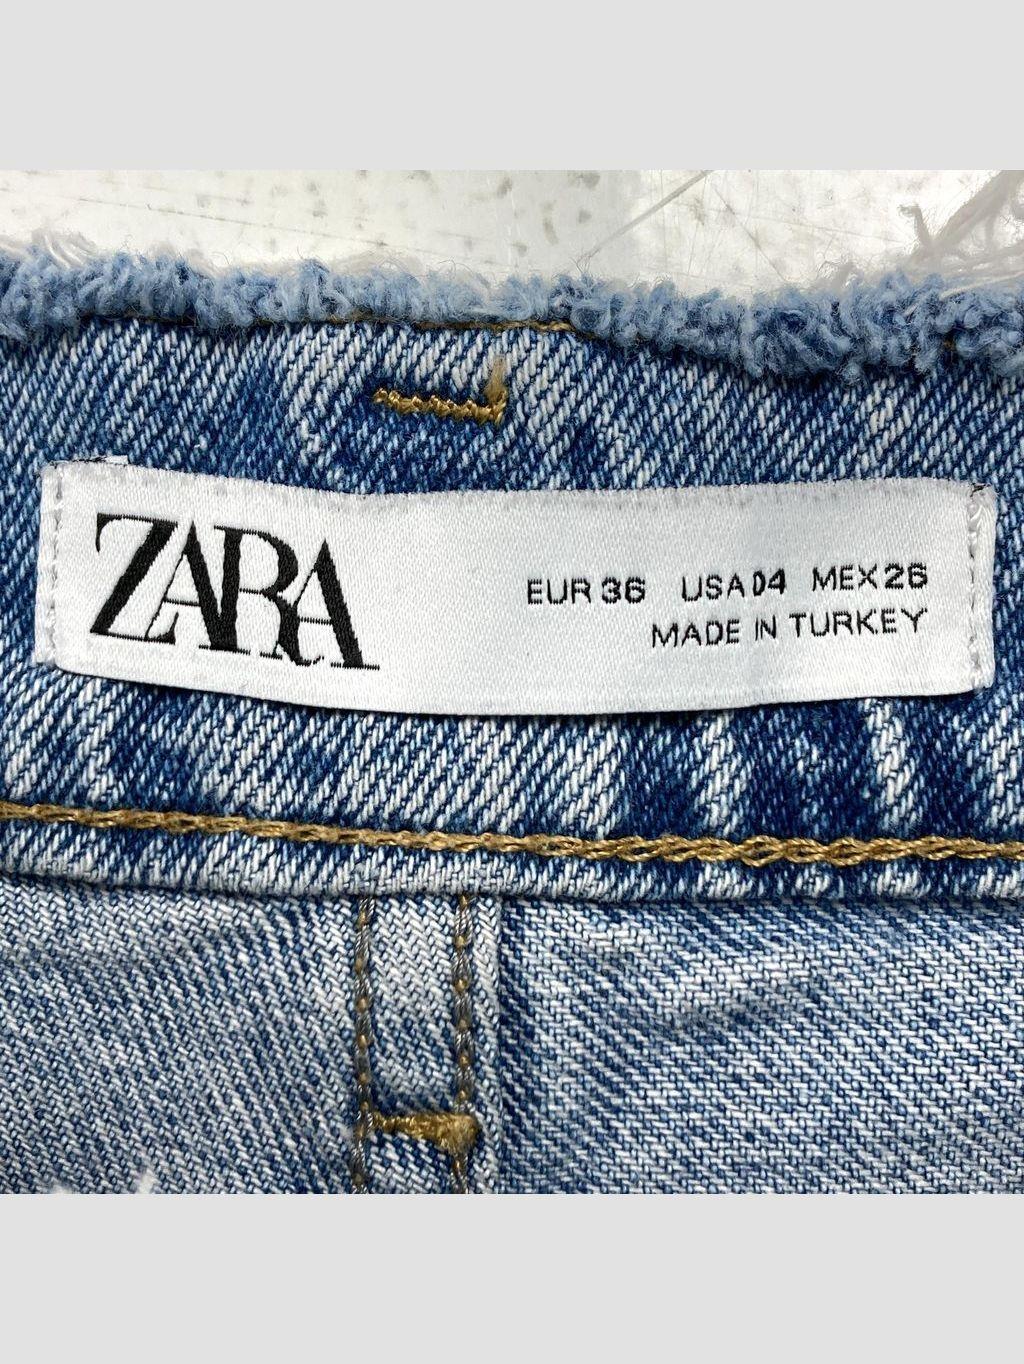 ZARA
EUR 36 USA 04 MEX 26
MADE IN TURKEY